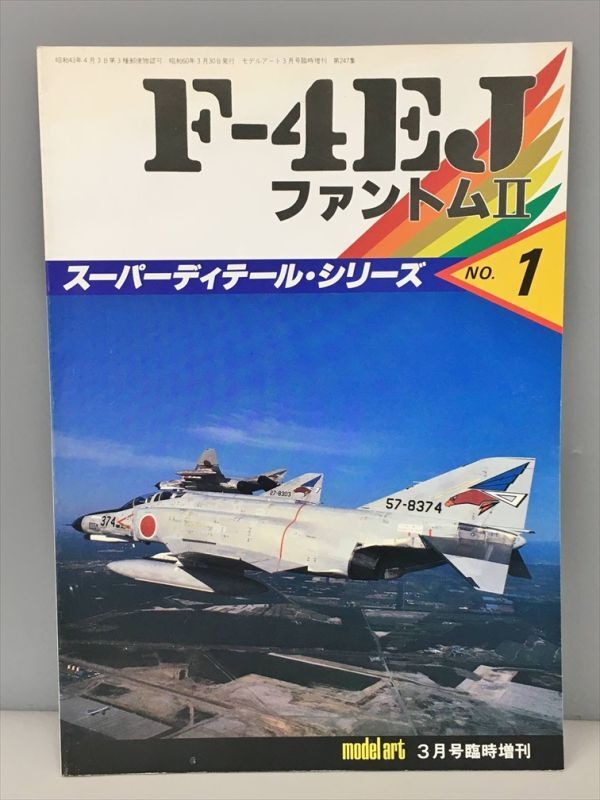 昭和43年4月3日第3種郵便物認可 昭和60年3月30日発行 モデルアート3月号臨時増刊 第247集
F-4EJ
ファントムII
スーパーディテール・シリーズ
NO. 1
57-8303
57-8374
374
model art 3月号臨時増刊